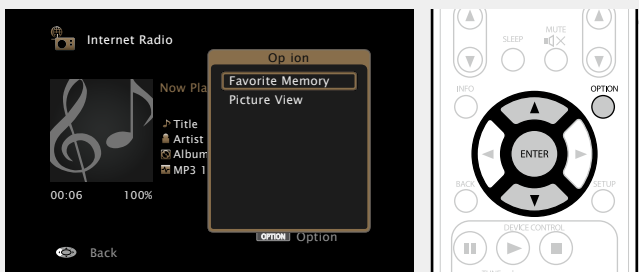 Internet Radio
Op ion
Favorite Memory
Picture View
Now Pla
Title
Artist
Album
MP3 1
00:06 100%
OPTION Option
Back
SLEEP
MUTE
INFO
OPTION
ENTER
BACK
SETUP
DEVICE CONTROL